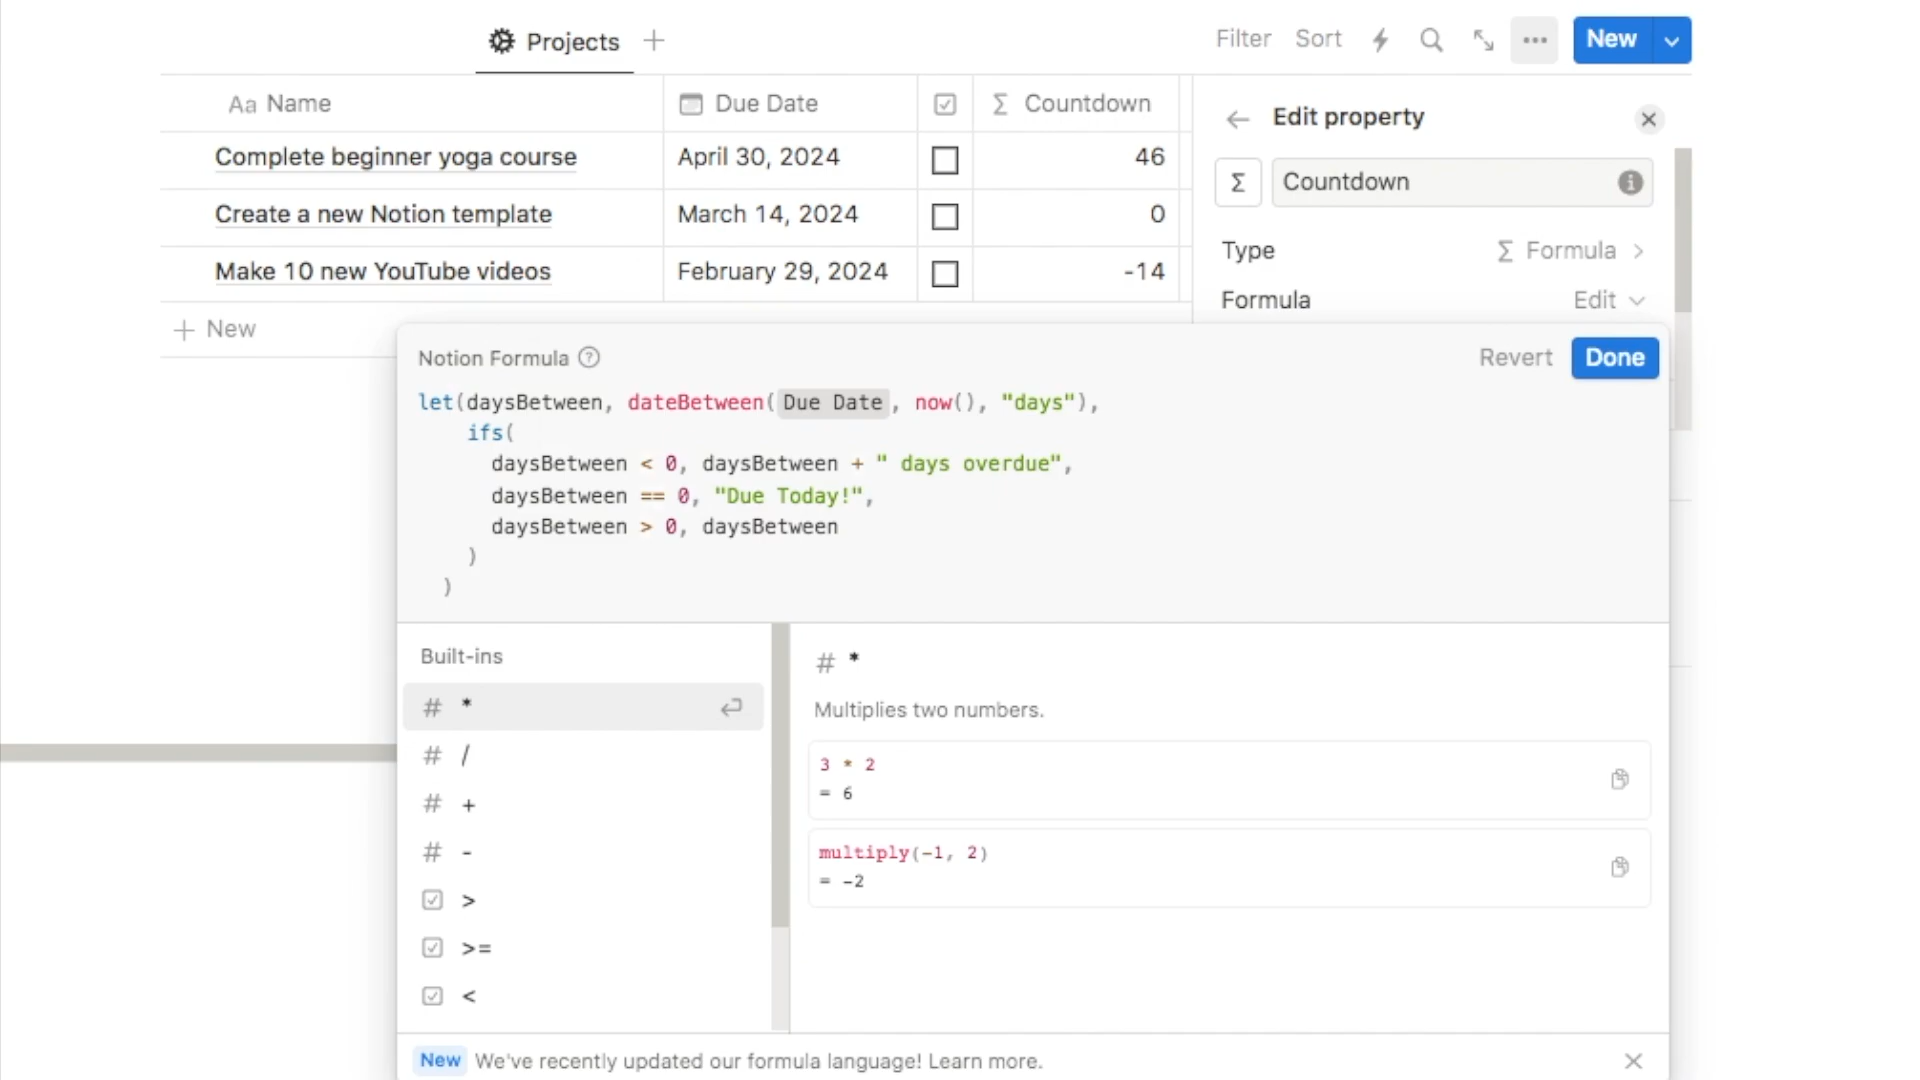 Projects
Filter Sort New
Aa Name Due Date Σ Countdown
Complete beginner yoga course April 30, 2024 46
Create a new Notion template March 14, 2024 0
Make 10 new YouTube videos February 29, 2024 -14
+ New
Edit property
Σ Countdown
Type Σ Formula
Formula Edit
Notion Formula
Revert Done
let(daysBetween, dateBetween( Due Date , now(), "days"),
ifs(
daysBetween < 0, daysBetween + " days overdue",
daysBetween == 0, "Due Today!",
daysBetween > 0, daysBetween
)
)
Built-ins
# *
# /
# +
# -
>
>=
<
# *
Multiplies two numbers.
3 * 2
= 6
multiply(-1, 2)
= -2
New We've recently updated our formula language! Learn more.